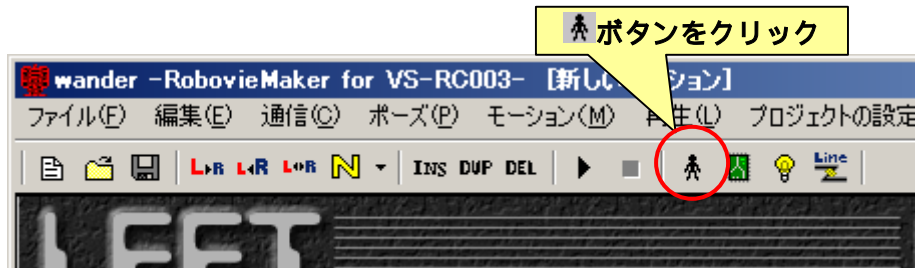 ボタンをクリック
wander -RobovieMaker for VS-RC003- [新しい ション]
ファイル(F) 編集(E) 通信(C) ポーズ(P) モーション(M) 再生(L) プロジェクトの設定
L▸R L◂R L↔R N INS DUP DEL Line
LEFT